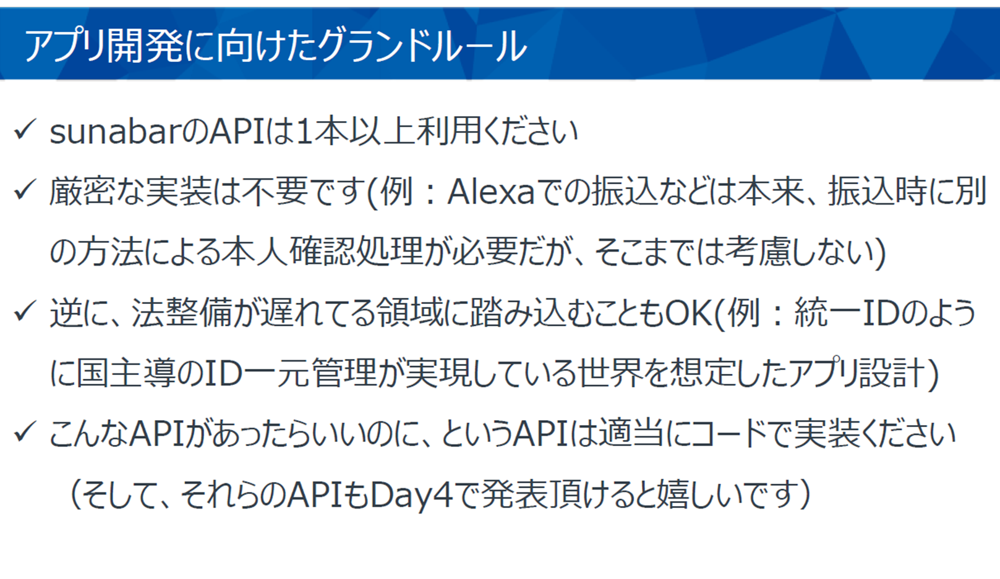 アプリ開発に向けたグランドルール
✓ sunabarのAPIは1本以上利用ください
✓ 厳密な実装は不要です(例：Alexaでの振込などは本来、振込時に別
の方法による本人確認処理が必要だが、そこまでは考慮しない)
✓ 逆に、法整備が遅れてる領域に踏み込むこともOK(例：統一IDのよう
に国主導のID一元管理が実現している世界を想定したアプリ設計)
✓ こんなAPIがあったらいいのに、というAPIは適当にコードで実装ください
（そして、それらのAPIもDay4で発表頂けると嬉しいです）